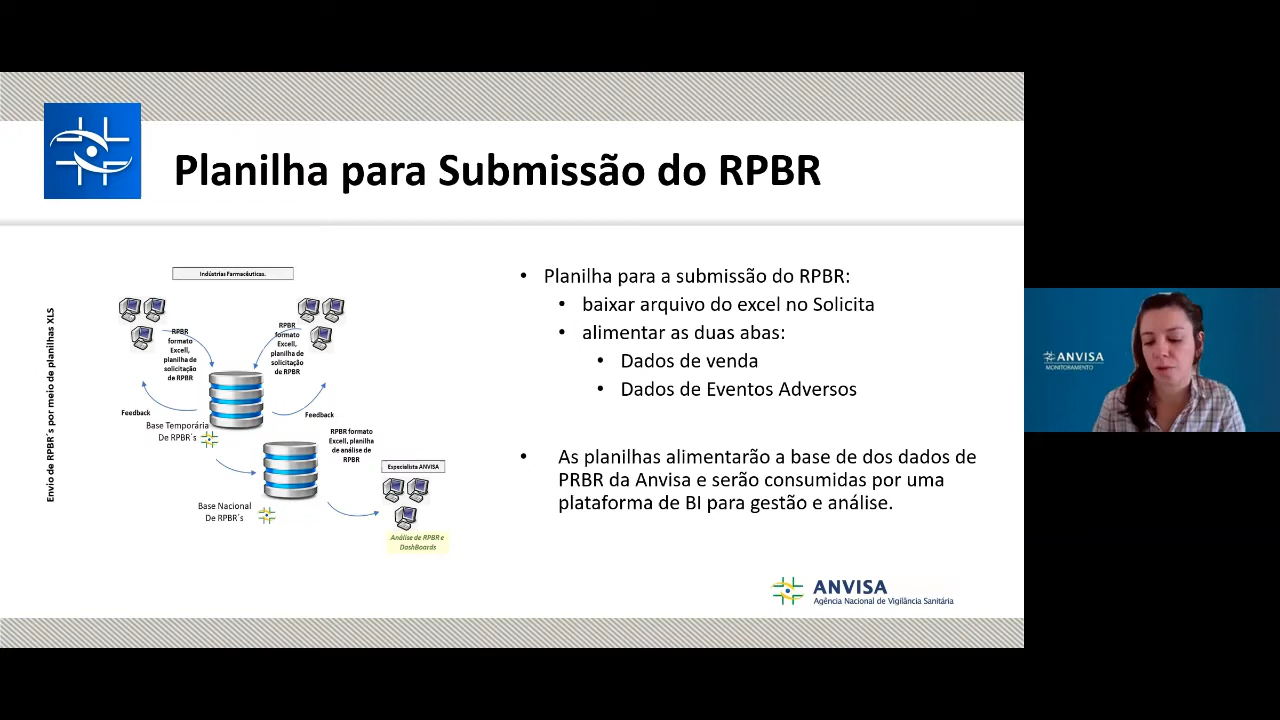 Planilha para Submissão do RPBR
Envio de RPBR´s por meio de planilhas XLS
Indústrias Farmacêuticas.
RPBR
formato
Excell,
planilha de
solicitação
de RPBR
RPBR
formato
Excell,
planilha de
solicitação
de RPBR
Feedback
Feedback
Base Temporária
De RPBR´s
RPBR formato
Excell, planilha
de análise de
RPBR
Especialista ANVISA
Base Nacional
De RPBR´s
Análise de RPBR e
DashBoards
• Planilha para a submissão do RPBR:
• baixar arquivo do excel no Solicita
• alimentar as duas abas:
• Dados de venda
• Dados de Eventos Adversos
• As planilhas alimentarão a base de dos dados de
PRBR da Anvisa e serão consumidas por uma
plataforma de BI para gestão e análise.
ANVISA
Agência Nacional de Vigilância Sanitária
ANVISA
MONITORAMENTO